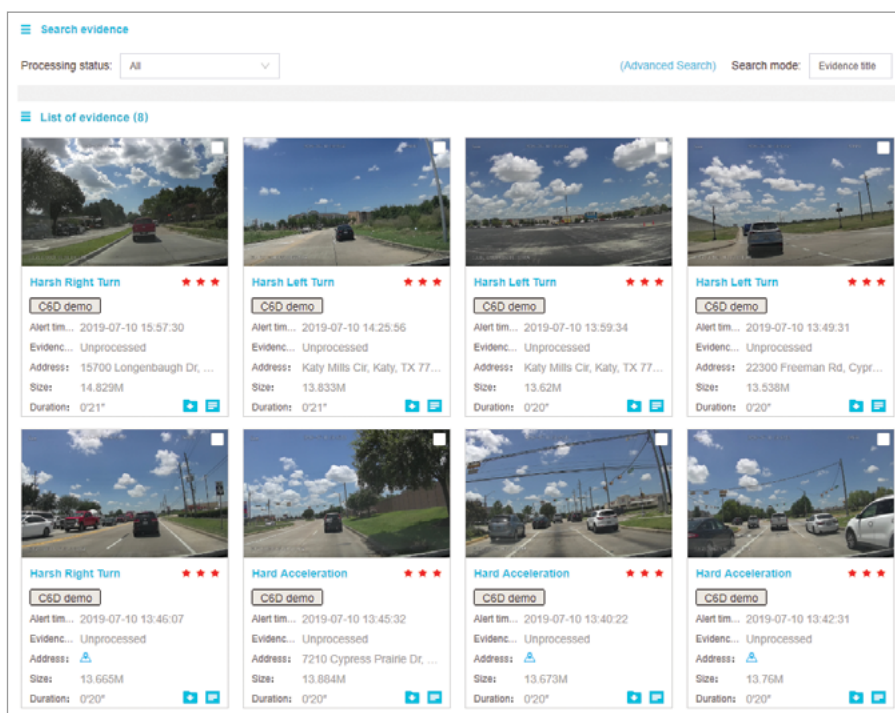 Search evidence
Processing status: All (Advanced Search) Search mode: Evidence title
List of evidence (8)
Harsh Right Turn Harsh Left Turn Harsh Left Turn Harsh Left Turn
C6D demo C6D demo C6D demo C6D demo
Alert tim... 2019-07-10 15:57:30 Alert tim... 2019-07-10 14:25:56 Alert tim... 2019-07-10 13:59:34 Alert tim... 2019-07-10 13:49:31
Evidenc... Unprocessed Evidenc... Unprocessed Evidenc... Unprocessed Evidenc... Unprocessed
Address: 15700 Longenbaugh Dr, ... Address: Katy Mills Cir, Katy, TX 77... Address: Katy Mills Cir, Katy, TX 77... Address: 22300 Freeman Rd, Cypr...
Size: 14.829M Size: 13.833M Size: 13.62M Size: 13.538M
Duration: 0'21" Duration: 0'21" Duration: 0'20" Duration: 0'20"
Harsh Right Turn Hard Acceleration Hard Acceleration Hard Acceleration
C6D demo C6D demo C6D demo C6D demo
Alert tim... 2019-07-10 13:46:07 Alert tim... 2019-07-10 13:45:32 Alert tim... 2019-07-10 13:40:22 Alert tim... 2019-07-10 13:42:31
Evidenc... Unprocessed Evidenc... Unprocessed Evidenc... Unprocessed Evidenc... Unprocessed
Address: Address: 7210 Cypress Prairie Dr, ... Address: Address:
Size: 13.665M Size: 13.884M Size: 13.673M Size: 13.76M
Duration: 0'20" Duration: 0'20" Duration: 0'20" Duration: 0'20"